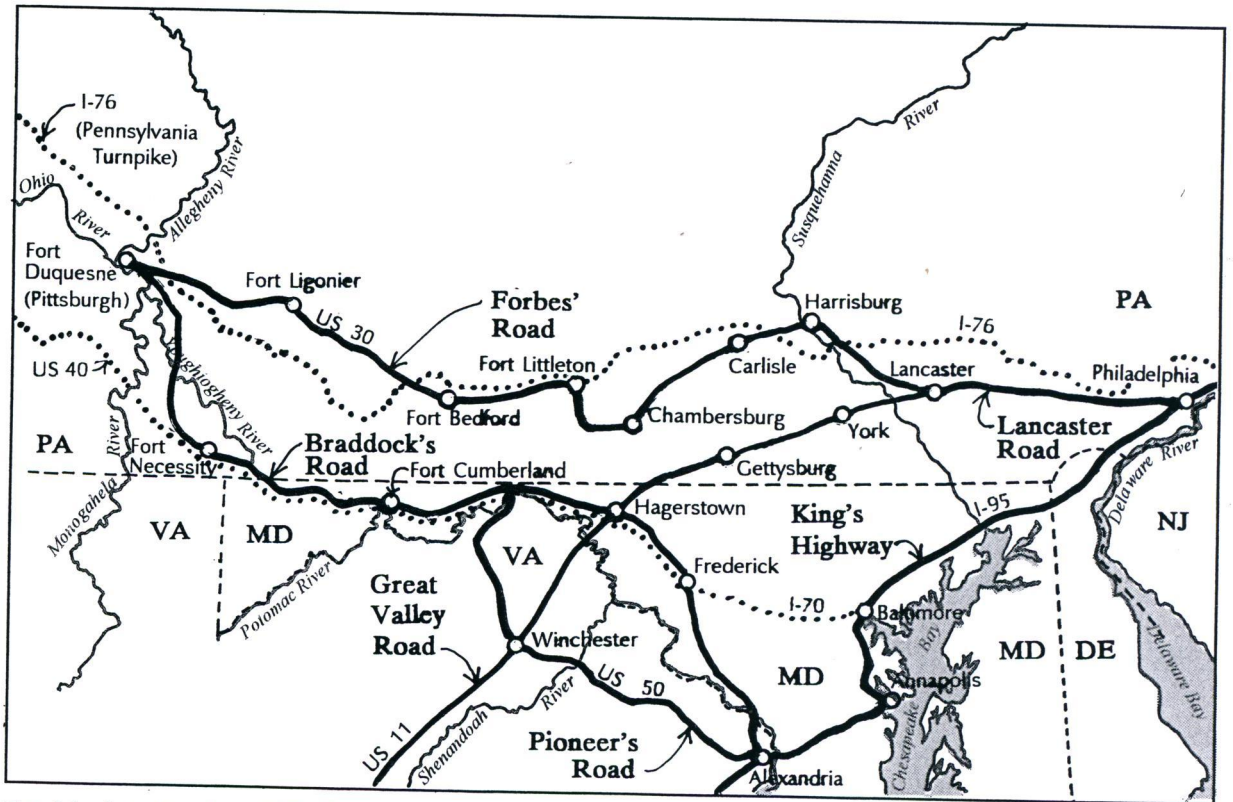 I-76
(Pennsylvania
Turnpike)
Ohio
River
Allegheny River
Fort
Duquesne
(Pittsburgh)
Fort Ligonier
US 30
Forbes'
Road
Susquehanna
River
Harrisburg
PA
I-76
US 40
Youghiogheny River
Fort Littleton
Carlisle
Lancaster
Philadelphia
Fort Bedford
Chambersburg
York
Lancaster
Road
PA
River
Monogahela
Fort
Necessity
Braddock's
Road
Fort Cumberland
Gettysburg
Delaware River
VA
MD
Hagerstown
King's
Highway
I-95
NJ
VA
Potomac River
Great
Valley
Road
Frederick
I-70
Baltimore
Winchester
MD
Bay
MD
DE
Delaware Bay
Annapolis
US 50
Shenandoah
River
US 11
Pioneer's
Road
Alexandria
Chesapeake